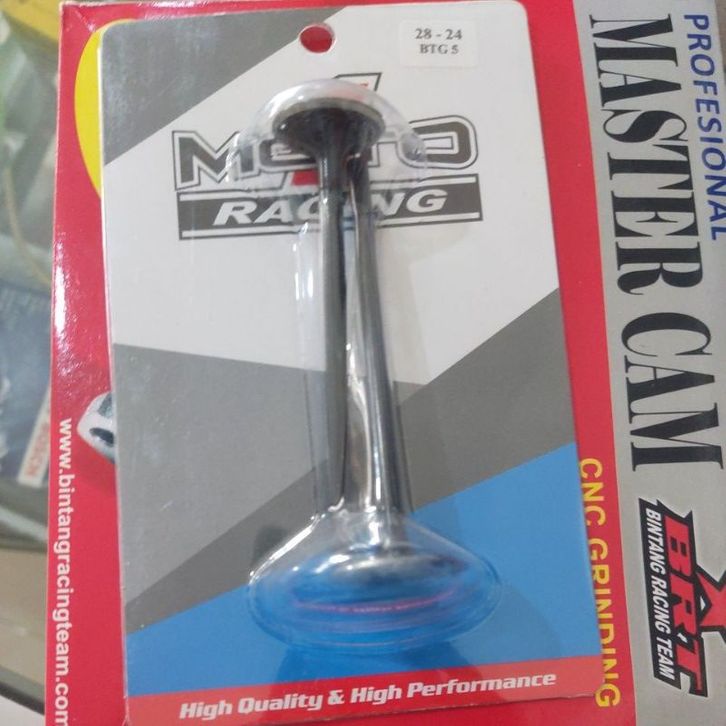 28 - 24
BTG 5
MOTO
RACING
High Quality & High Performance
PROFESIONAL
MASTER CAM
CNC GRINDING
BRT
BINTANG RACING TEAM
www.bintangracingteam.com